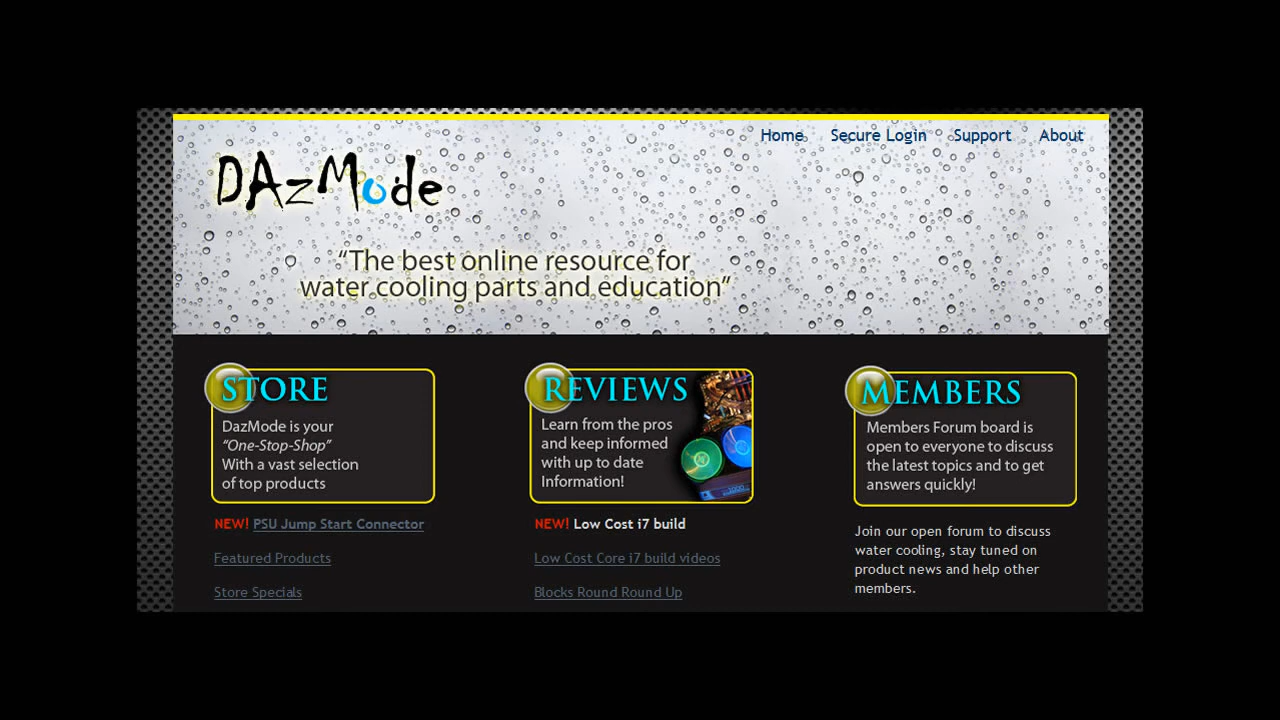 Home Secure Login Support About
DAzMode
“The best online resource for
water cooling parts and education”
STORE
DazMode is your
“One-Stop-Shop”
With a vast selection
of top products
NEW! PSU Jump Start Connector
Featured Products
Store Specials
REVIEWS
Learn from the pros
and keep informed
with up to date
Information!
NEW! Low Cost i7 build
Low Cost Core i7 build videos
Blocks Round Round Up
MEMBERS
Members Forum board is
open to everyone to discuss
the latest topics and to get
answers quickly!
Join our open forum to discuss
water cooling, stay tuned on
product news and help other
members.